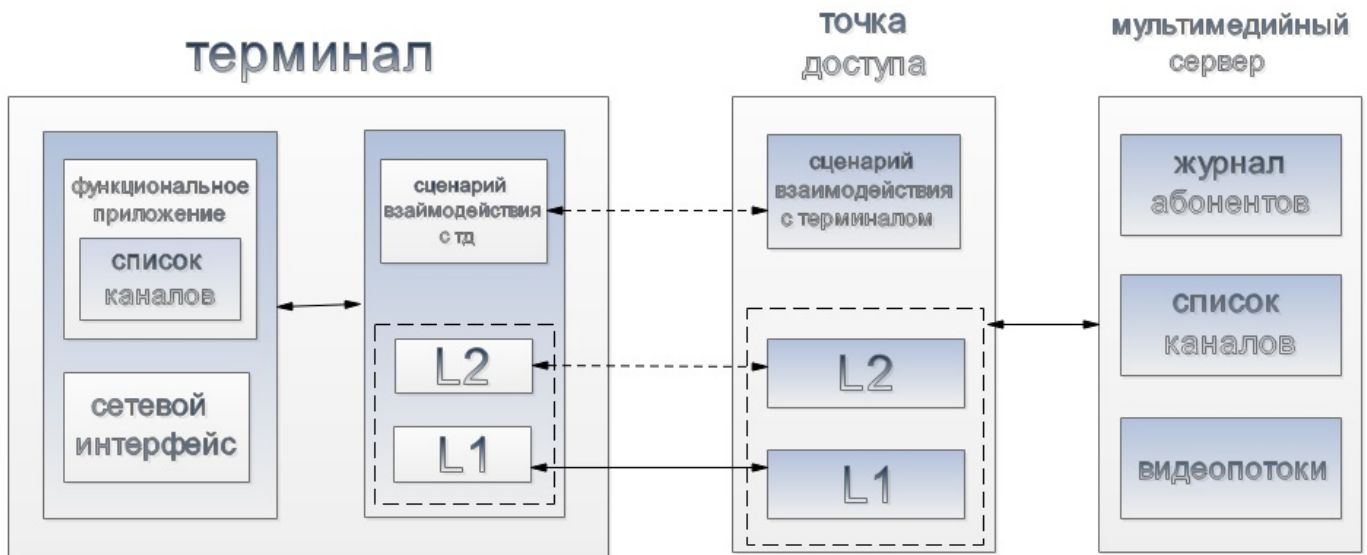 терминал
точка
доступа
мультимедийный
сервер
функциональное
приложение
список
каналов
сетевой
интерфейс
сценарий
взаймодействия
с тд
L2
L1
сценарий
взаимодействия
с терминалом
L2
L1
журнал
абонентов
список
каналов
видеопотоки